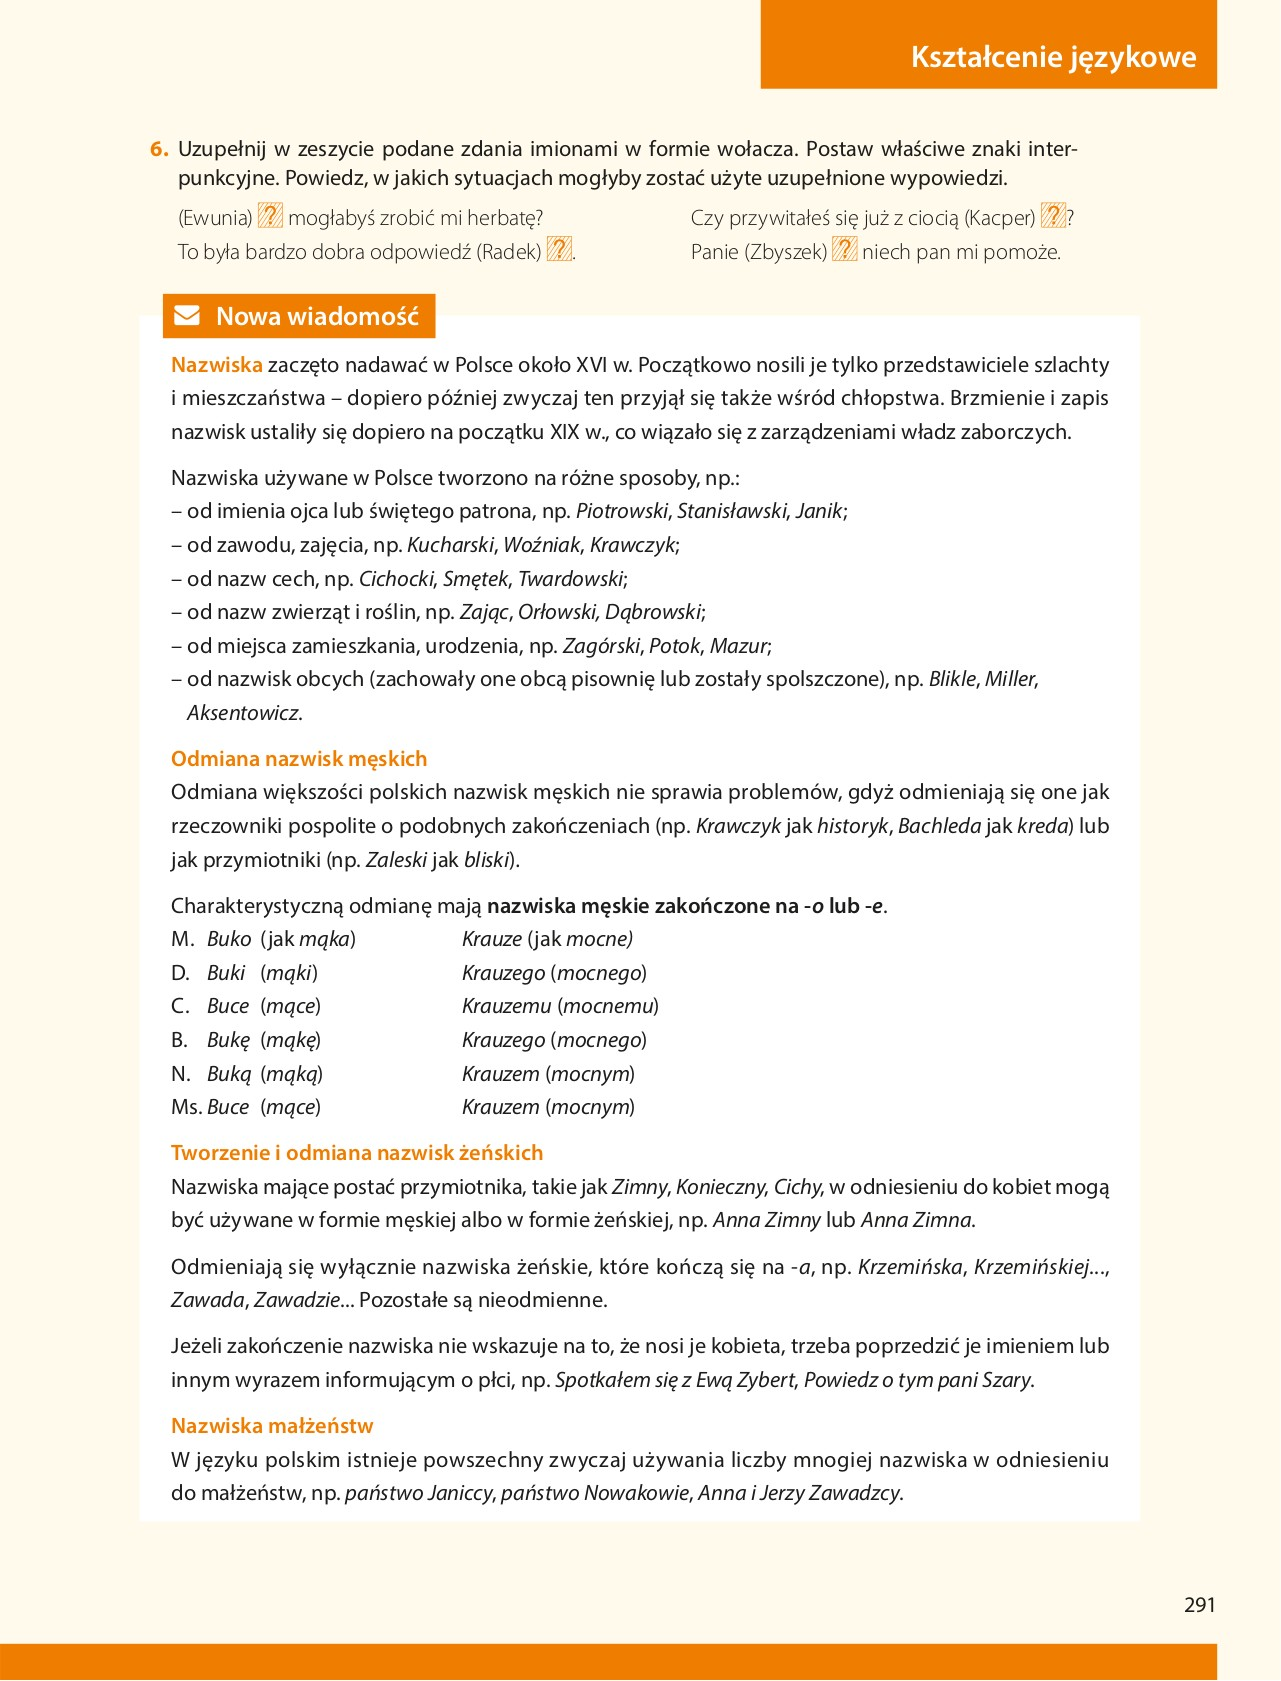 Kształcenie językowe
6. Uzupełnij w zeszycie podane zdania imionami w formie wołacza. Postaw właściwe znaki inter-
punkcyjne. Powiedz, w jakich sytuacjach mogłyby zostać użyte uzupełnione wypowiedzi.
(Ewunia) ? mogłabyś zrobić mi herbatę?
To była bardzo dobra odpowiedź (Radek) ?.
Czy przywitałeś się już z ciocią (Kacper) ??
Panie (Zbyszek) ? niech pan mi pomoże.
Nowa wiadomość
Nazwiska zaczęto nadawać w Polsce około XVI w. Początkowo nosili je tylko przedstawiciele szlachty
i mieszczaństwa – dopiero później zwyczaj ten przyjął się także wśród chłopstwa. Brzmienie i zapis
nazwisk ustaliły się dopiero na początku XIX w., co wiązało się z zarządzeniami władz zaborczych.
Nazwiska używane w Polsce tworzono na różne sposoby, np.:
– od imienia ojca lub świętego patrona, np. Piotrowski, Stanisławski, Janik;
– od zawodu, zajęcia, np. Kucharski, Woźniak, Krawczyk;
– od nazw cech, np. Cichocki, Smętek, Twardowski;
– od nazw zwierząt i roślin, np. Zając, Orłowski, Dąbrowski;
– od miejsca zamieszkania, urodzenia, np. Zagórski, Potok, Mazur;
– od nazwisk obcych (zachowały one obcą pisownię lub zostały spolszczone), np. Blikle, Miller,
Aksentowicz.
Odmiana nazwisk męskich
Odmiana większości polskich nazwisk męskich nie sprawia problemów, gdyż odmieniają się one jak
rzeczowniki pospolite o podobnych zakończeniach (np. Krawczyk jak historyk, Bachleda jak kreda) lub
jak przymiotniki (np. Zaleski jak bliski).
Charakterystyczną odmianę mają nazwiska męskie zakończone na -o lub -e.
M. Buko (jak mąka) Krauze (jak mocne)
D. Buki (mąki) Krauzego (mocnego)
C. Buce (mące) Krauzemu (mocnemu)
B. Bukę (mąkę) Krauzego (mocnego)
N. Buką (mąką) Krauzem (mocnym)
Ms. Buce (mące) Krauzem (mocnym)
Tworzenie i odmiana nazwisk żeńskich
Nazwiska mające postać przymiotnika, takie jak Zimny, Konieczny, Cichy, w odniesieniu do kobiet mogą
być używane w formie męskiej albo w formie żeńskiej, np. Anna Zimny lub Anna Zimna.
Odmieniają się wyłącznie nazwiska żeńskie, które kończą się na -a, np. Krzemińska, Krzemińskiej...,
Zawada, Zawadzie... Pozostałe są nieodmienne.
Jeżeli zakończenie nazwiska nie wskazuje na to, że nosi je kobieta, trzeba poprzedzić je imieniem lub
innym wyrazem informującym o płci, np. Spotkałem się z Ewą Zybert, Powiedz o tym pani Szary.
Nazwiska małżeństw
W języku polskim istnieje powszechny zwyczaj używania liczby mnogiej nazwiska w odniesieniu
do małżeństw, np. państwo Janiccy, państwo Nowakowie, Anna i Jerzy Zawadzcy.
291